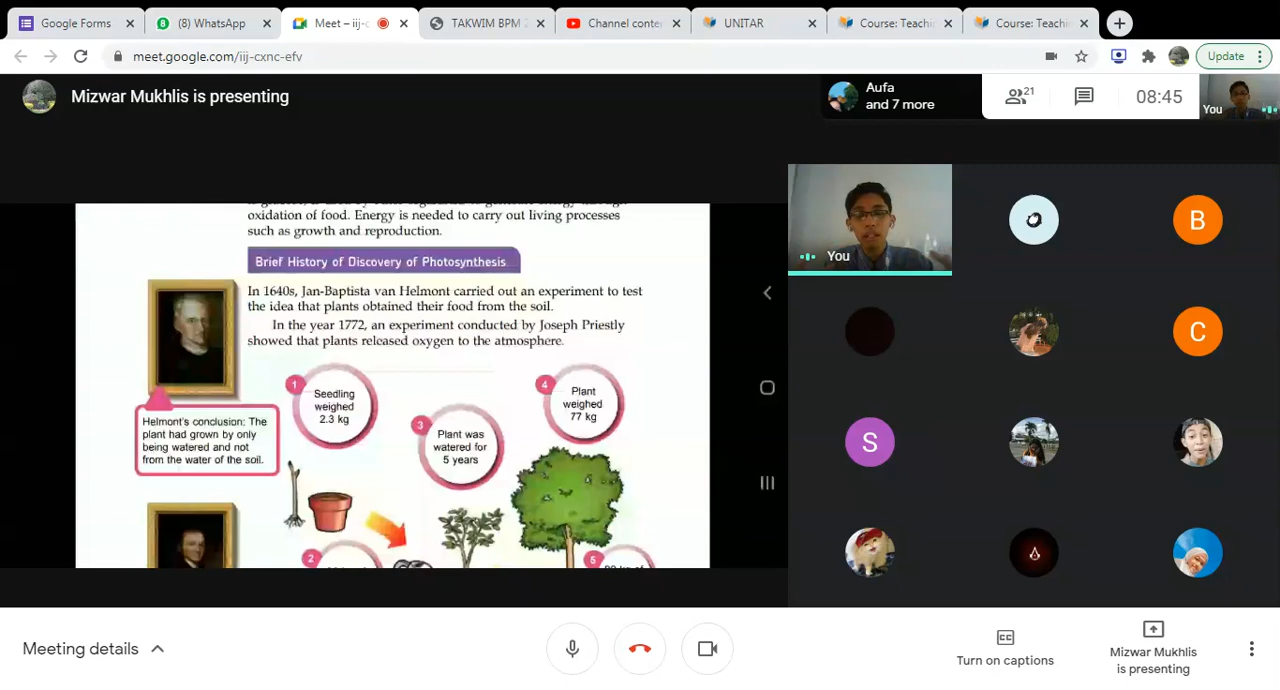 Google Forms
(8) WhatsApp
Meet – iij-c
TAKWIM BPM 2
Channel conte
UNITAR
Course: Teachi
Course: Teachi
meet.google.com/iij-cxnc-efv
Update
Mizwar Mukhlis is presenting
Aufa
and 7 more
21
08:45
You
oxidation of food. Energy is needed to carry out living processes
such as growth and reproduction.
Brief History of Discovery of Photosynthesis
In 1640s, Jan-Baptista van Helmont carried out an experiment to test
the idea that plants obtained their food from the soil.
In the year 1772, an experiment conducted by Joseph Priestly
showed that plants released oxygen to the atmosphere.
1
Seedling
weighed
2.3 kg
4
Plant
weighed
77 kg
3
Plant was
watered for
5 years
Helmont's conclusion: The
plant had grown by only
being watered and not
from the water of the soil.
2
5
You
B
C
S
Meeting details
CC
Turn on captions
Mizwar Mukhlis
is presenting